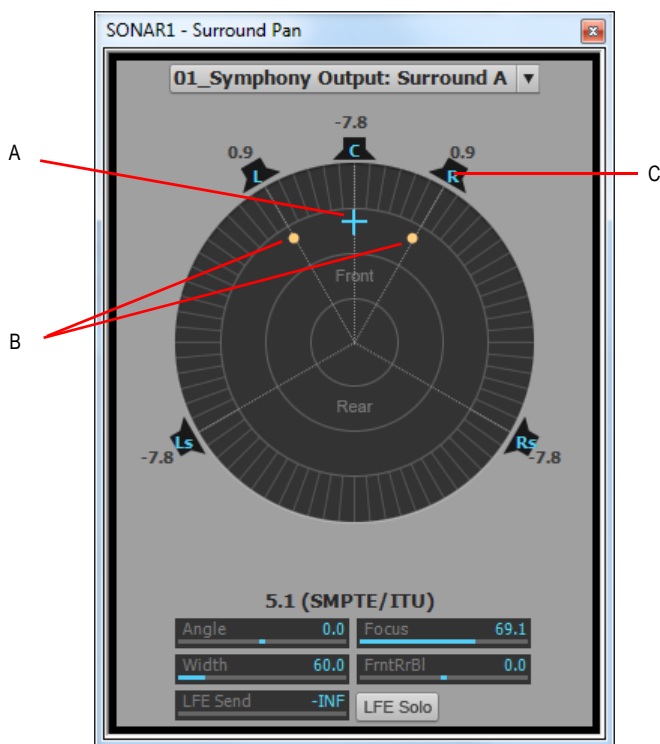 SONAR1 - Surround Pan
01_Symphony Output: Surround A
-7.8
A
0.9
C
0.9
L
R
C
Front
B
Rear
Ls
Rs
-7.8
-7.8
5.1 (SMPTE/ITU)
Angle 0.0 Focus 69.1
Width 60.0 FrntRrBl 0.0
LFE Send -INF LFE Solo